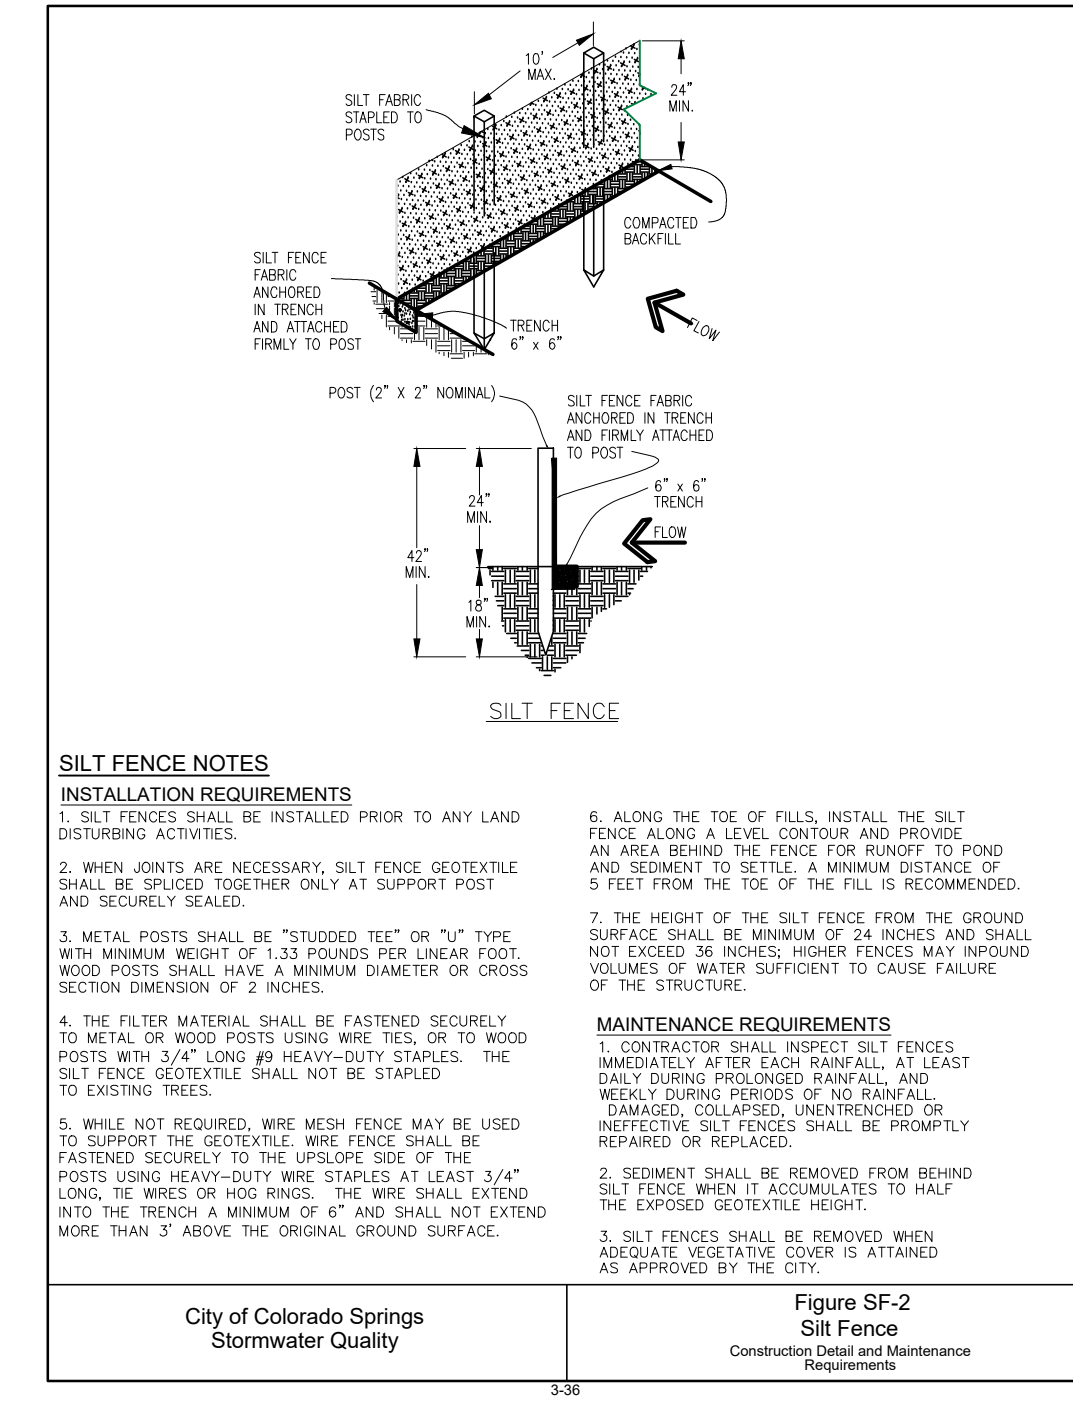 10'
MAX.
24"
MIN.
SILT FABRIC
STAPLED TO
POSTS
COMPACTED
BACKFILL
SILT FENCE
FABRIC
ANCHORED
IN TRENCH
AND ATTACHED
FIRMLY TO POST
TRENCH
6" x 6"
FLOW
POST (2" X 2" NOMINAL)
SILT FENCE FABRIC
ANCHORED IN TRENCH
AND FIRMLY ATTACHED
TO POST
6" x 6"
TRENCH
24"
MIN.
FLOW
42"
MIN.
18"
MIN.
SILT FENCE
SILT FENCE NOTES
INSTALLATION REQUIREMENTS
1. SILT FENCES SHALL BE INSTALLED PRIOR TO ANY LAND
DISTURBING ACTIVITIES.
2. WHEN JOINTS ARE NECESSARY, SILT FENCE GEOTEXTILE
SHALL BE SPLICED TOGETHER ONLY AT SUPPORT POST
AND SECURELY SEALED.
3. METAL POSTS SHALL BE "STUDDED TEE" OR "U" TYPE
WITH MINIMUM WEIGHT OF 1.33 POUNDS PER LINEAR FOOT.
WOOD POSTS SHALL HAVE A MINIMUM DIAMETER OR CROSS
SECTION DIMENSION OF 2 INCHES.
4. THE FILTER MATERIAL SHALL BE FASTENED SECURELY
TO METAL OR WOOD POSTS USING WIRE TIES, OR TO WOOD
POSTS WITH 3/4" LONG #9 HEAVY-DUTY STAPLES. THE
SILT FENCE GEOTEXTILE SHALL NOT BE STAPLED
TO EXISTING TREES.
5. WHILE NOT REQUIRED, WIRE MESH FENCE MAY BE USED
TO SUPPORT THE GEOTEXTILE. WIRE FENCE SHALL BE
FASTENED SECURELY TO THE UPSLOPE SIDE OF THE
POSTS USING HEAVY-DUTY WIRE STAPLES AT LEAST 3/4"
LONG, TIE WIRES OR HOG RINGS. THE WIRE SHALL EXTEND
INTO THE TRENCH A MINIMUM OF 6" AND SHALL NOT EXTEND
MORE THAN 3' ABOVE THE ORIGINAL GROUND SURFACE.
6. ALONG THE TOE OF FILLS, INSTALL THE SILT
FENCE ALONG A LEVEL CONTOUR AND PROVIDE
AN AREA BEHIND THE FENCE FOR RUNOFF TO POND
AND SEDIMENT TO SETTLE. A MINIMUM DISTANCE OF
5 FEET FROM THE TOE OF THE FILL IS RECOMMENDED.
7. THE HEIGHT OF THE SILT FENCE FROM THE GROUND
SURFACE SHALL BE MINIMUM OF 24 INCHES AND SHALL
NOT EXCEED 36 INCHES; HIGHER FENCES MAY INPOUND
VOLUMES OF WATER SUFFICIENT TO CAUSE FAILURE
OF THE STRUCTURE.
MAINTENANCE REQUIREMENTS
1. CONTRACTOR SHALL INSPECT SILT FENCES
IMMEDIATELY AFTER EACH RAINFALL, AT LEAST
DAILY DURING PROLONGED RAINFALL, AND
WEEKLY DURING PERIODS OF NO RAINFALL.
DAMAGED, COLLAPSED, UNENTRENCHED OR
INEFFECTIVE SILT FENCES SHALL BE PROMPTLY
REPAIRED OR REPLACED.
2. SEDIMENT SHALL BE REMOVED FROM BEHIND
SILT FENCE WHEN IT ACCUMULATES TO HALF
THE EXPOSED GEOTEXTILE HEIGHT.
3. SILT FENCES SHALL BE REMOVED WHEN
ADEQUATE VEGETATIVE COVER IS ATTAINED
AS APPROVED BY THE CITY.
City of Colorado Springs
Stormwater Quality
Figure SF-2
Silt Fence
Construction Detail and Maintenance
Requirements
3-36